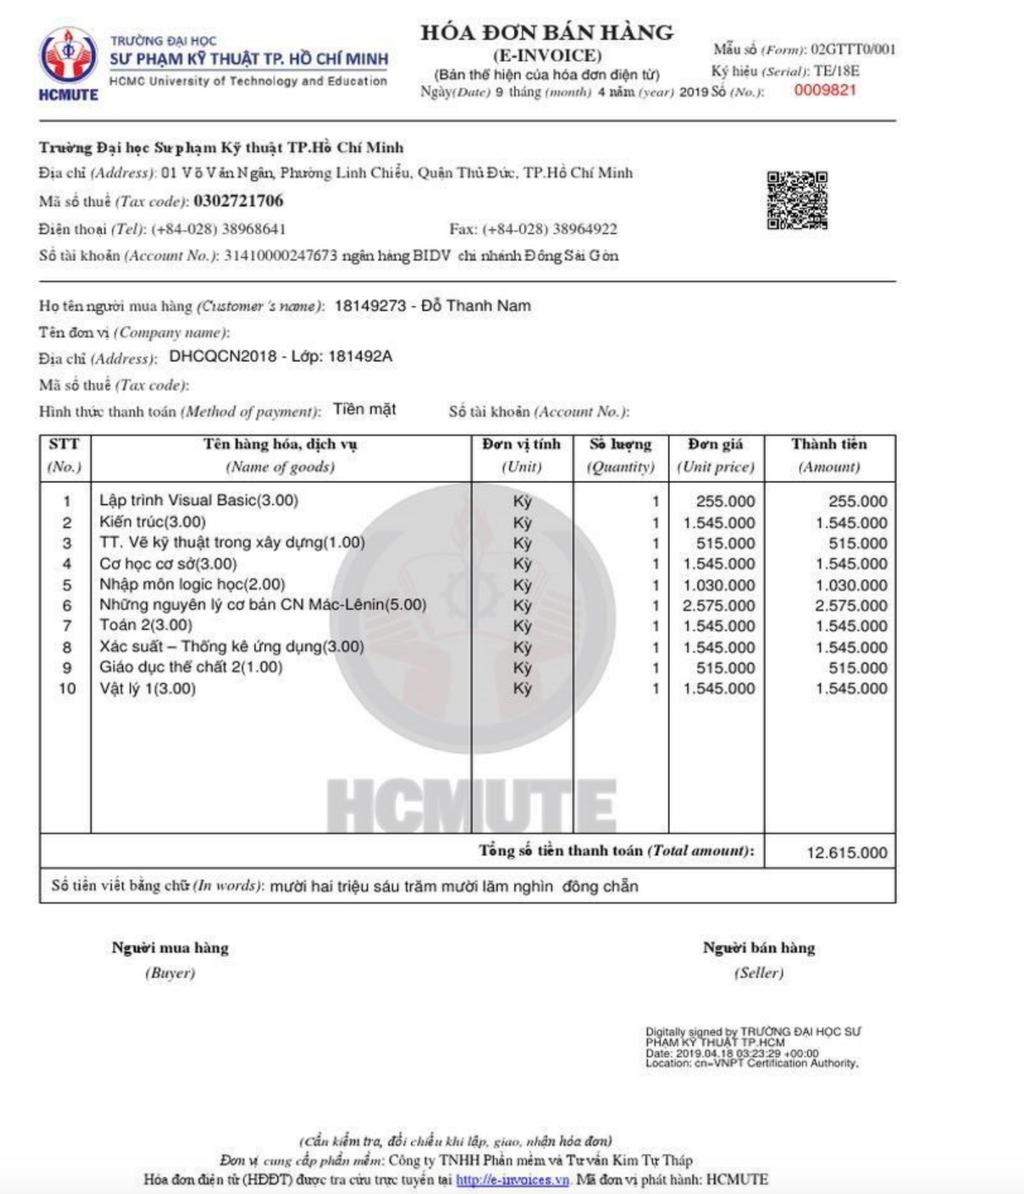 TRƯỜNG ĐẠI HỌC
SƯ PHẠM KỸ THUẬT TP. HỒ CHÍ MINH
HCMC University of Technology and Education
HCMUTE
HÓA ĐƠN BÁN HÀNG
(E-INVOICE)
(Bản thể hiện của hóa đơn điện tử)
Ngày(Date) 9 tháng (month) 4 năm (year) 2019
Mẫu số (Form): 02GTTT0/001
Ký hiệu (Serial): TE/18E
Số (No.): 0009821
Trường Đại học Sư phạm Kỹ thuật TP.Hồ Chí Minh
Địa chỉ (Address): 01 Võ Văn Ngân, Phường Linh Chiểu, Quận Thủ Đức, TP.Hồ Chí Minh
Mã số thuế (Tax code): 0302721706
Điện thoại (Tel): (+84-028) 38968641 Fax: (+84-028) 38964922
Số tài khoản (Account No.): 31410000247673 ngân hàng BIDV chi nhánh Đông Sài Gòn
Họ tên người mua hàng (Customer 's name): 18149273 - Đỗ Thanh Nam
Tên đơn vị (Company name):
Địa chỉ (Address): DHCQCN2018 - Lớp: 181492A
Mã số thuế (Tax code):
Hình thức thanh toán (Method of payment): Tiền mặt Số tài khoản (Account No.):
STT Tên hàng hóa, dịch vụ Đơn vị tính Số lượng Đơn giá Thành tiền
(No.) (Name of goods) (Unit) (Quantity) (Unit price) (Amount)
1 Lập trình Visual Basic(3.00) Kỳ 1 255.000 255.000
2 Kiến trúc(3.00) Kỳ 1 1.545.000 1.545.000
3 TT. Vẽ kỹ thuật trong xây dựng(1.00) Kỳ 1 515.000 515.000
4 Cơ học cơ sở(3.00) Kỳ 1 1.545.000 1.545.000
5 Nhập môn logic học(2.00) Kỳ 1 1.030.000 1.030.000
6 Những nguyên lý cơ bản CN Mác-Lênin(5.00) Kỳ 1 2.575.000 2.575.000
7 Toán 2(3.00) Kỳ 1 1.545.000 1.545.000
8 Xác suất – Thống kê ứng dụng(3.00) Kỳ 1 1.545.000 1.545.000
9 Giáo dục thể chất 2(1.00) Kỳ 1 515.000 515.000
10 Vật lý 1(3.00) Kỳ 1 1.545.000 1.545.000
HCMUTE
Tổng số tiền thanh toán (Total amount): 12.615.000
Số tiền viết bằng chữ (In words): mười hai triệu sáu trăm mười lăm nghìn đồng chẵn
Người mua hàng Người bán hàng
(Buyer) (Seller)
Digitally signed by TRƯỜNG ĐẠI HỌC SƯ
PHẠM KỸ THUẬT TP.HCM
Date: 2019.04.18 03:23:29 +00:00
Location: cn=VNPT Certification Authority,
(Cần kiểm tra, đối chiếu khi lập, giao, nhận hóa đơn)
Đơn vị cung cấp phần mềm: Công ty TNHH Phần mềm và Tư vấn Kim Tự Tháp
Hóa đơn điện tử (HĐĐT) được tra cứu trực tuyến tại http://e-invoices.vn. Mã đơn vị phát hành: HCMUTE